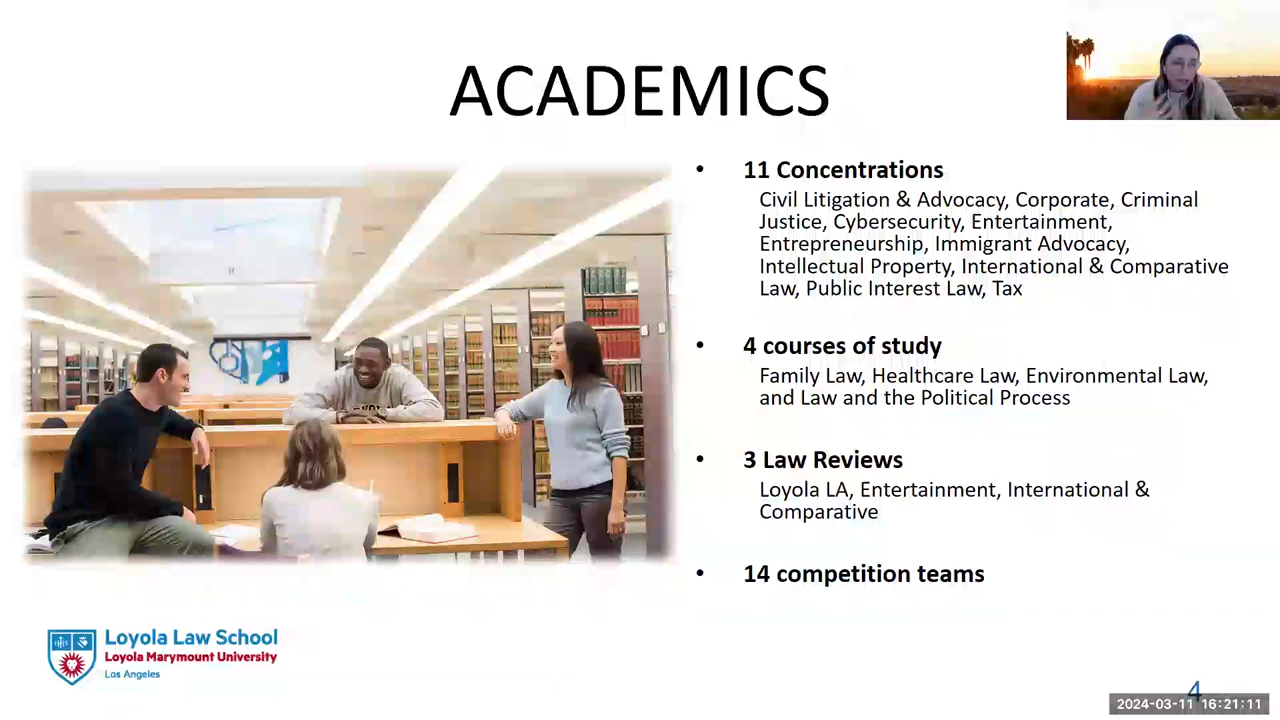 ACADEMICS
• 11 Concentrations
Civil Litigation & Advocacy, Corporate, Criminal
Justice, Cybersecurity, Entertainment,
Entrepreneurship, Immigrant Advocacy,
Intellectual Property, International & Comparative
Law, Public Interest Law, Tax
• 4 courses of study
Family Law, Healthcare Law, Environmental Law,
and Law and the Political Process
• 3 Law Reviews
Loyola LA, Entertainment, International &
Comparative
• 14 competition teams
Loyola Law School
Loyola Marymount University
Los Angeles
4
2024-03-11 16:21:11